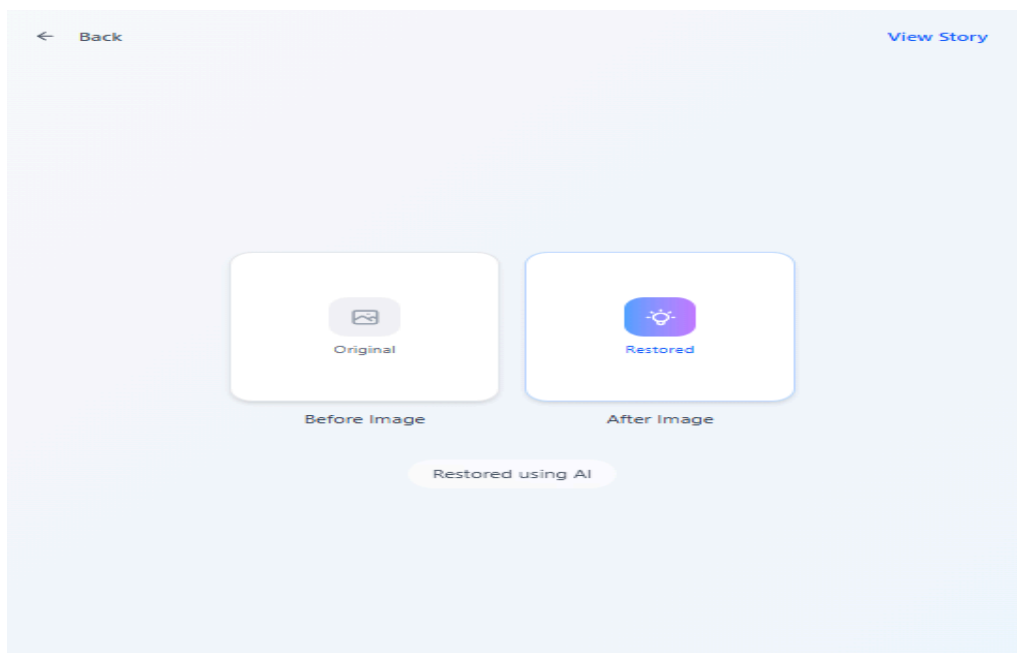 Back
View Story
Original
Restored
Before Image
After Image
Restored using AI